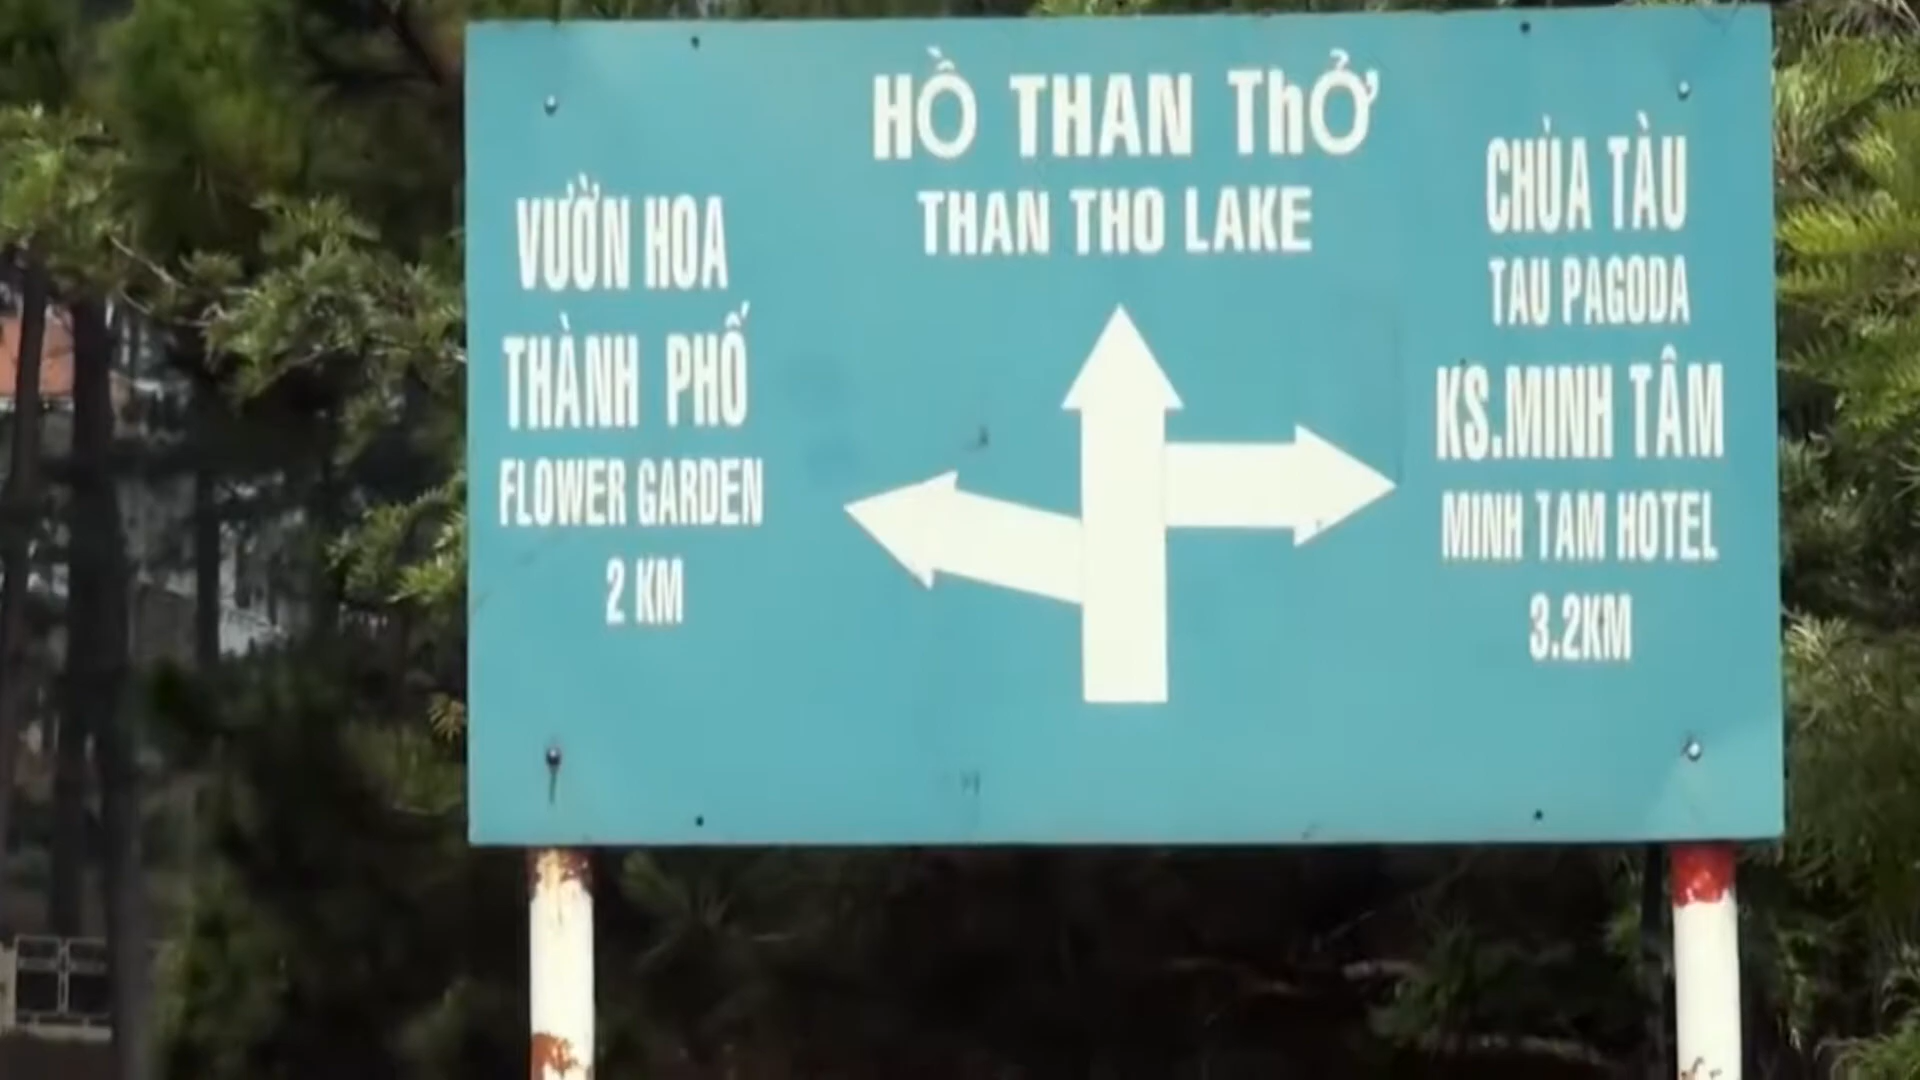 HỒ THAN ThỞ
THAN THO LAKE
VƯỜN HOA
THÀNH PHỐ
FLOWER GARDEN
2 KM
CHÙA TÀU
TAU PAGODA
KS.MINH TÂM
MINH TAM HOTEL
3.2KM